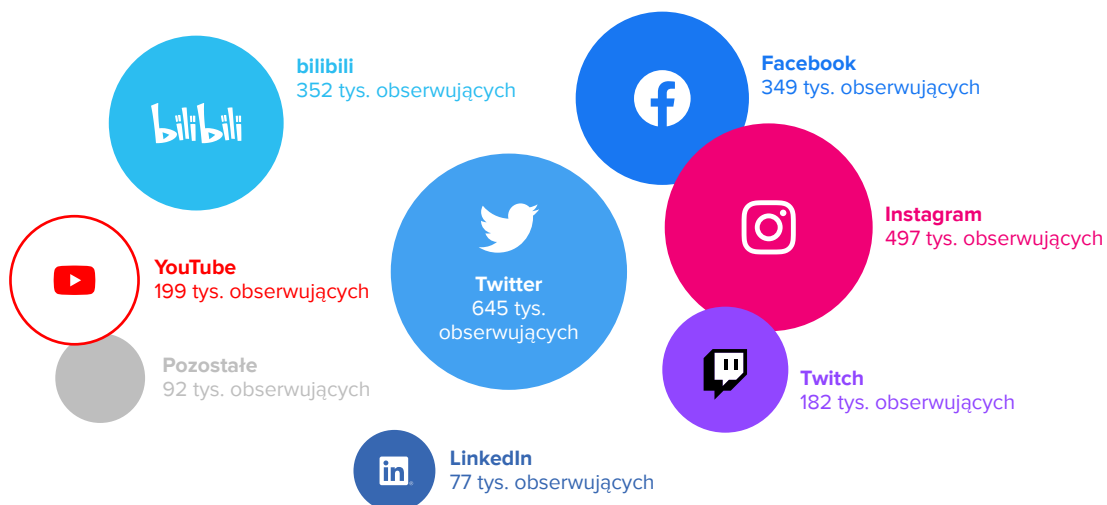 bilibili
bilibili
352 tys. obserwujących
Facebook
349 tys. obserwujących
Instagram
497 tys. obserwujących
Twitter
645 tys.
obserwujących
YouTube
199 tys. obserwujących
Pozostałe
92 tys. obserwujących
Twitch
182 tys. obserwujących
in
LinkedIn
77 tys. obserwujących